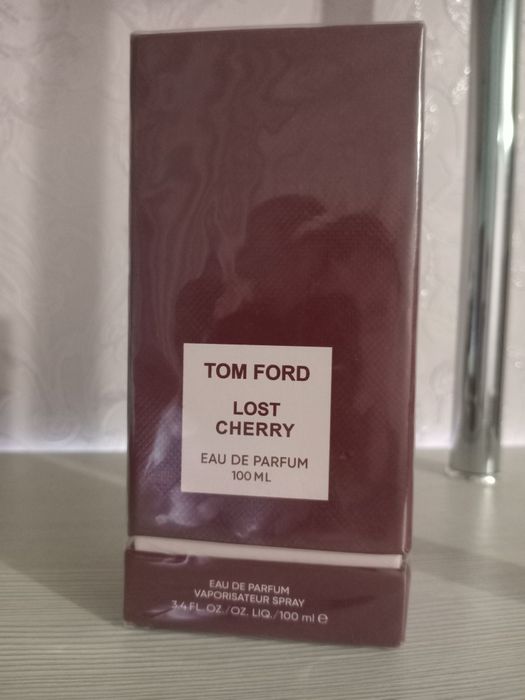 TOM FORD
LOST
CHERRY
EAU DE PARFUM
100 ML
EAU DE PARFUM
VAPORISATEUR SPRAY
3.4 FL. OZ./OZ. LIQ./100 ml ℮